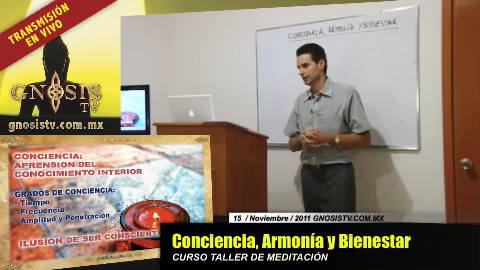 TRANSMISIÓN
EN VIVO
GNOSIS
TV
gnosistv.com.mx
CONCIENCIA, ARMONÍA Y BIENESTAR
CONCIENCIA:
APRENSION DEL
CONOCIMIENTO INTERIOR
GRADOS DE CONCIENCIA:
- Tiempo
- Frecuencia
- Amplitud y Penetración
ILUSIÓN DE SER CONSCIENTE
15 / Noviembre / 2011 GNOSISTV.COM.MX
Conciencia, Armonía y Bienestar
CURSO TALLER DE MEDITACIÓN